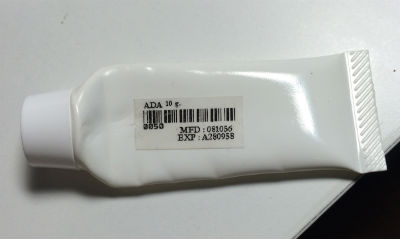 ADA 10 g.
0050
MFD : 081056
EXP : A280958